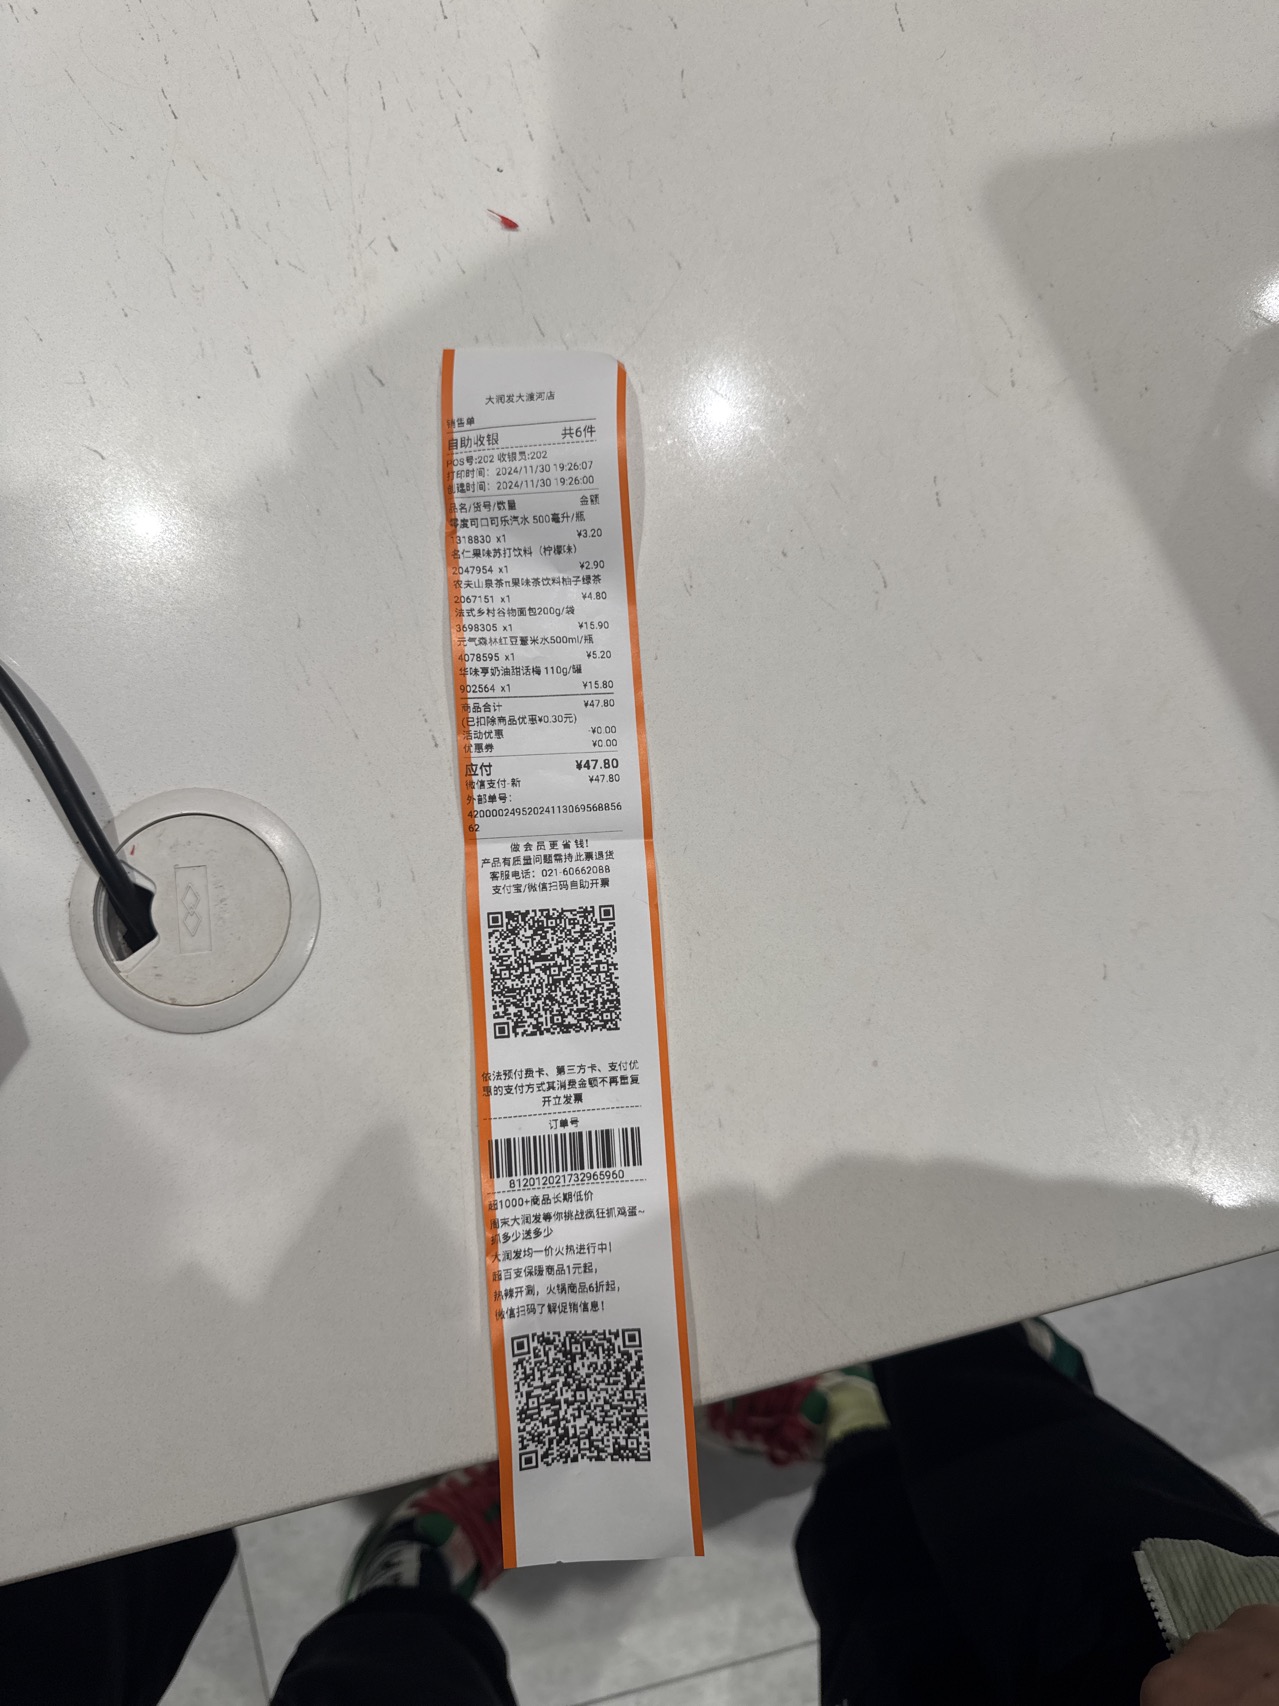 大润发大渡河店
销售单
自助收银 共6件
POS号:202 收银员:202
打印时间: 2024/11/30 19:26:07
创建时间: 2024/11/30 19:26:00
品名/货号/数量 金额
零度可口可乐汽水 500毫升/瓶
1318830 x1 ¥3.20
名仁果味苏打饮料 (柠檬味)
2047954 x1 ¥2.90
农夫山泉茶π果味茶饮料柚子绿茶
2067151 x1 ¥4.80
法式乡村谷物面包200g/袋
3698305 x1 ¥15.90
元气森林红豆薏米水500ml/瓶
4078595 x1 ¥5.20
华味亨奶油甜话梅 110g/罐
902564 x1 ¥15.80
商品合计 ¥47.80
(已扣除商品优惠¥0.30元)
活动优惠 -¥0.00
优惠券 ¥0.00
应付 ¥47.80
微信支付-新 ¥47.80
外部单号:
42000024952024113069568856
62
做会员更省钱!
产品有质量问题需持此票退货
客服电话: 021-60662088
支付宝/微信扫码自助开票
依法预付费卡、第三方卡、支付优
惠的支付方式其消费金额不再重复
开立发票
订单号
812012021732965960
超1000+商品长期低价
周末大润发等你挑战疯狂抓鸡蛋~
抓多少送多少
大润发均一价火热进行中!
超百支保暖商品1元起,
热辣开涮, 火锅商品6折起,
微信扫码了解促销信息!